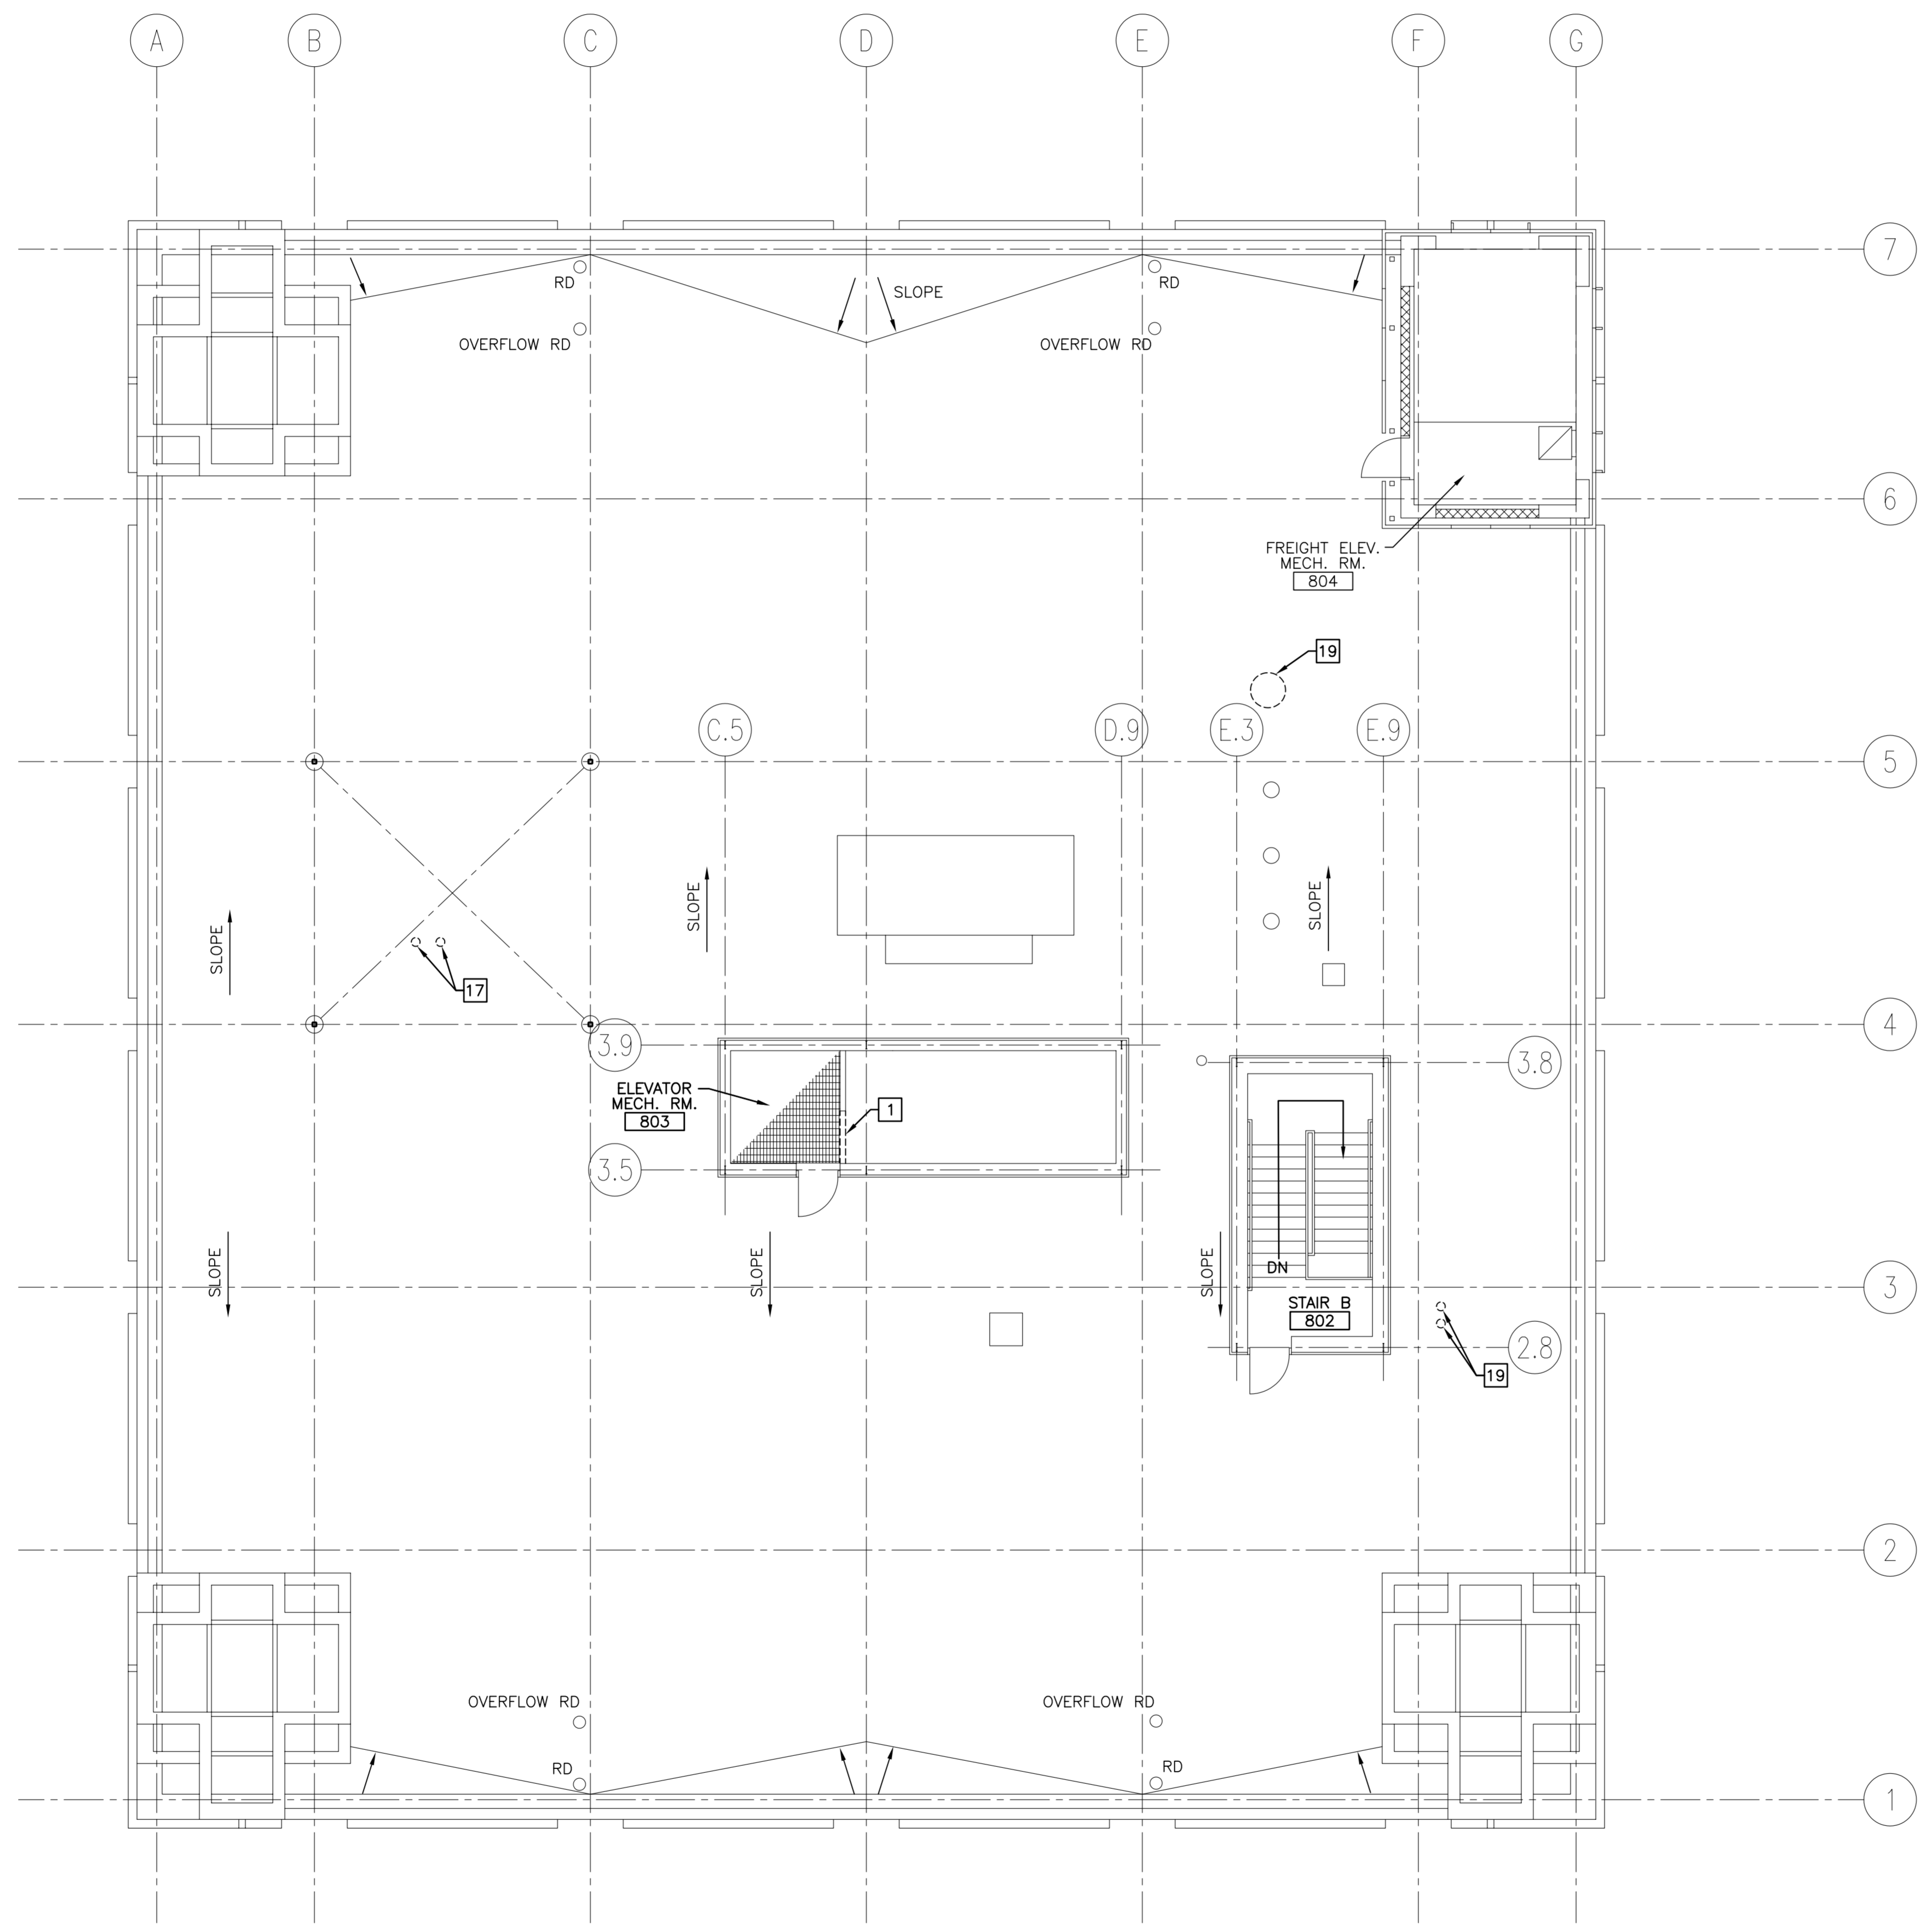 A
B
C
D
E
F
G
7
RD
SLOPE
RD
OVERFLOW RD
OVERFLOW RD
6
FREIGHT ELEV.
MECH. RM.
804
19
C.5
D.9
E.3
E.9
5
SLOPE
SLOPE
SLOPE
17
4
3.9
3.8
ELEVATOR
MECH. RM.
803
1
3.5
SLOPE
SLOPE
SLOPE
DN
3
STAIR B
802
2.8
19
2
OVERFLOW RD
OVERFLOW RD
RD
RD
1